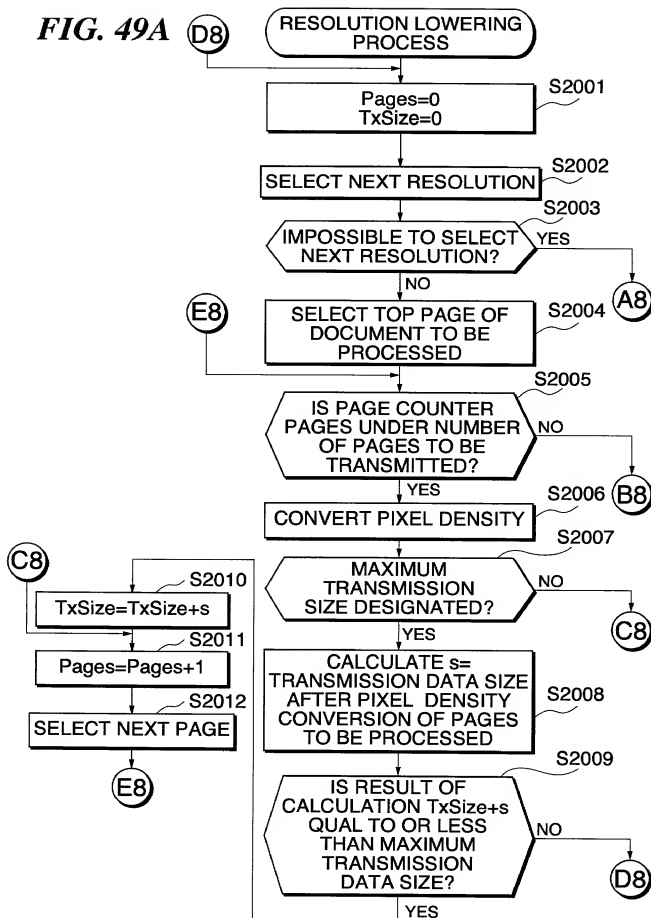 FIG. 49A
D8
RESOLUTION LOWERING
PROCESS
S2001
Pages=0
TxSize=0
S2002
SELECT NEXT RESOLUTION
S2003
IMPOSSIBLE TO SELECT
NEXT RESOLUTION?
YES
A8
NO
E8
S2004
SELECT TOP PAGE OF
DOCUMENT TO BE
PROCESSED
S2005
IS PAGE COUNTER
PAGES UNDER NUMBER
OF PAGES TO BE
TRANSMITTED?
NO
B8
YES
S2006
CONVERT PIXEL DENSITY
S2007
MAXIMUM
TRANSMISSION
SIZE DESIGNATED?
NO
C8
YES
S2008
CALCULATE s=
TRANSMISSION DATA SIZE
AFTER PIXEL DENSITY
CONVERSION OF PAGES
TO BE PROCESSED
S2009
IS RESULT OF
CALCULATION TxSize+s
QUAL TO OR LESS
THAN MAXIMUM
TRANSMISSION
DATA SIZE?
NO
D8
YES
C8
S2010
TxSize=TxSize+s
S2011
Pages=Pages+1
S2012
SELECT NEXT PAGE
E8